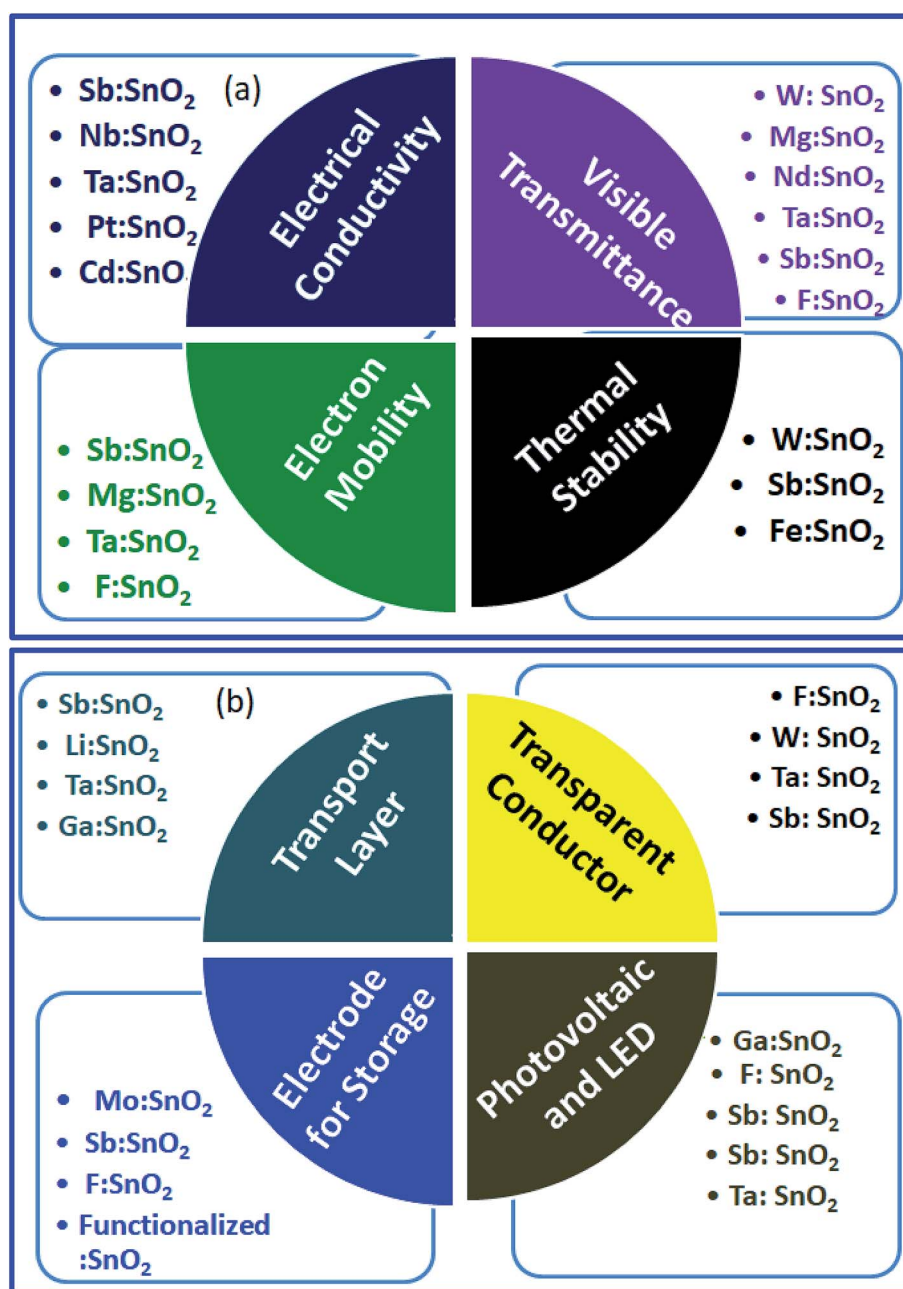 (a)
• Sb:SnO₂
• Nb:SnO₂
• Ta:SnO₂
• Pt:SnO₂
• Cd:SnO
Electrical
Conductivity
Visible
Transmittance
• W: SnO₂
• Mg:SnO₂
• Nd:SnO₂
• Ta:SnO₂
• Sb:SnO₂
• F:SnO₂
• Sb:SnO₂
• Mg:SnO₂
• Ta:SnO₂
• F:SnO₂
Electron
Mobility
Thermal
Stability
• W:SnO₂
• Sb:SnO₂
• Fe:SnO₂
(b)
• Sb:SnO₂
• Li:SnO₂
• Ta:SnO₂
• Ga:SnO₂
Transport
Layer
Transparent
Conductor
• F:SnO₂
• W: SnO₂
• Ta: SnO₂
• Sb: SnO₂
• Mo:SnO₂
• Sb:SnO₂
• F:SnO₂
• Functionalized
:SnO₂
Electrode
for Storage
Photovoltaic
and LED
• Ga:SnO₂
• F: SnO₂
• Sb: SnO₂
• Sb: SnO₂
• Ta: SnO₂